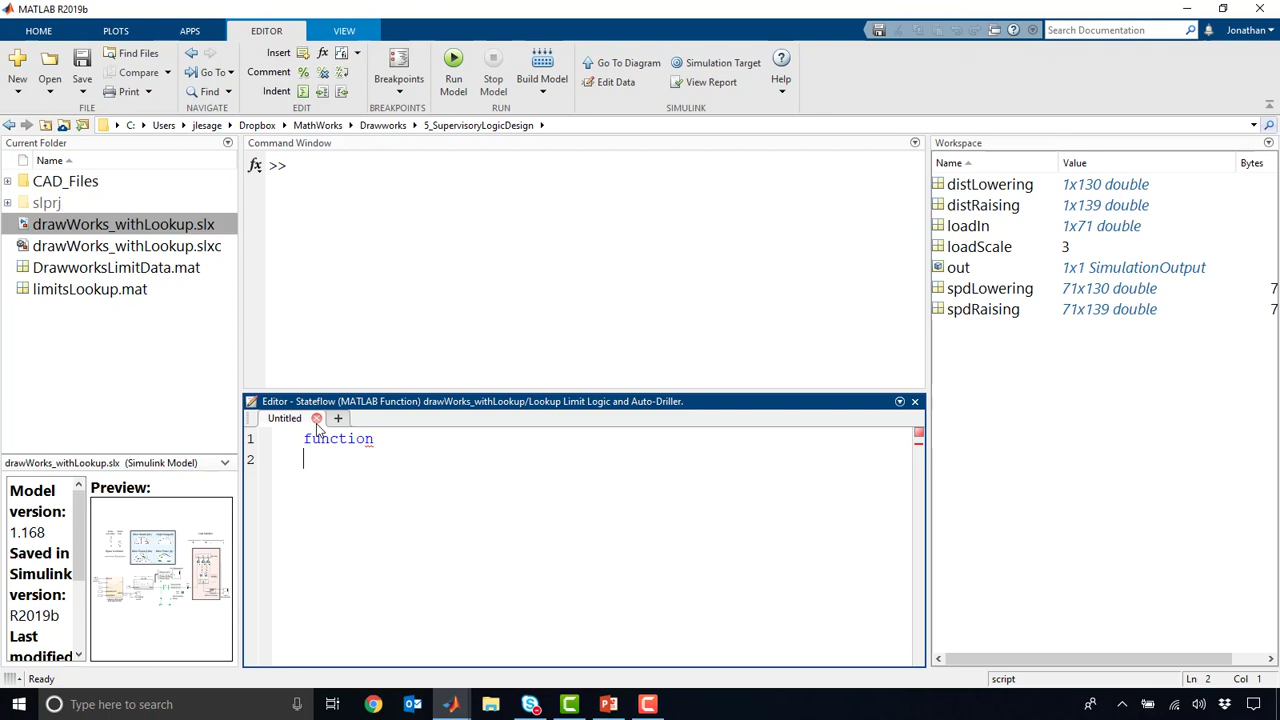 MATLAB R2019b
HOME PLOTS APPS EDITOR VIEW Search Documentation Jonathan
New Open Save Find Files Compare Print Go To Find Insert fx Comment Indent Breakpoints Run Model Stop Model Build Model Go To Diagram Edit Data Simulation Target View Report Help
FILE NAVIGATE EDIT BREAKPOINTS RUN SIMULINK
C: Users jlesage Dropbox MathWorks Drawworks 5_SupervisoryLogicDesign
Current Folder
Name
CAD_Files
slprj
drawWorks_withLookup.slx
drawWorks_withLookup.slxc
DrawworksLimitData.mat
limitsLookup.mat
drawWorks_withLookup.slx (Simulink Model)
Model
version:
1.168
Saved in
Simulink
version:
R2019b
Last
modified
Preview:
Command Window
fx >>
Editor - Stateflow (MATLAB Function) drawWorks_withLookup/Lookup Limit Logic and Auto-Driller.
Untitled
1 function
2
Workspace
Name Value Bytes
distLowering 1x130 double
distRaising 1x139 double
loadIn 1x71 double
loadScale 3
out 1x1 SimulationOutput
spdLowering 71x130 double 7
spdRaising 71x139 double 7
Ready script Ln 2 Col 1
Type here to search